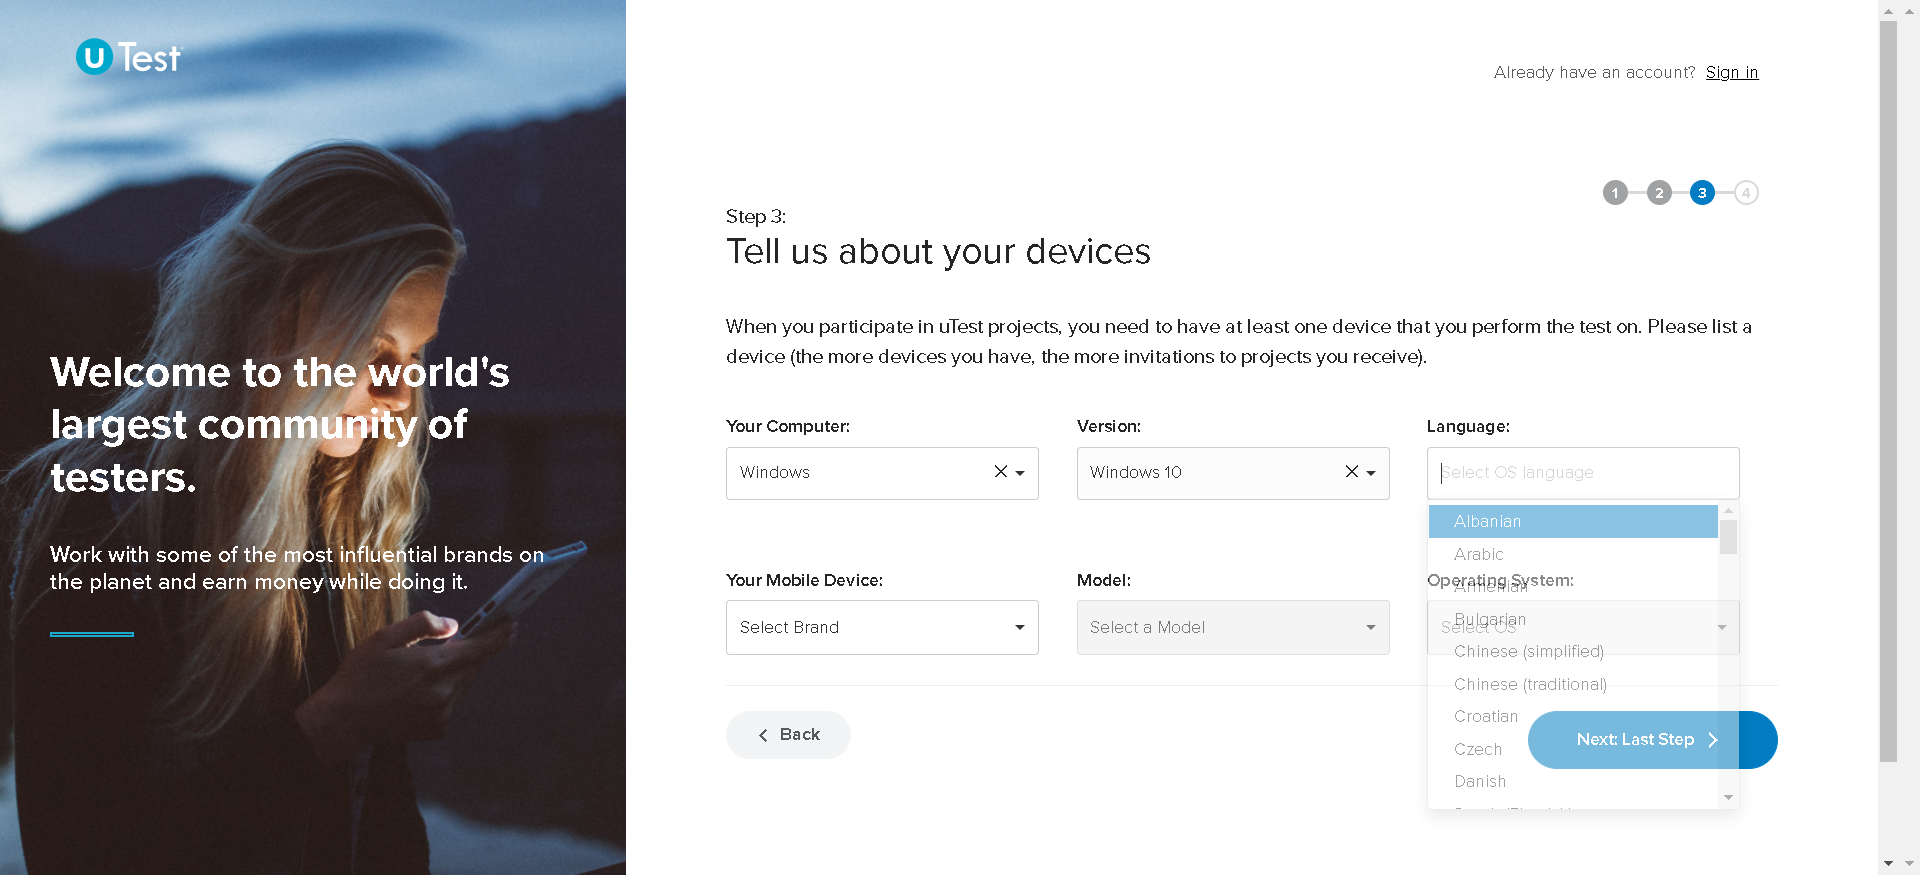 U Test
Already have an account? Sign in
1 2 3 4
Step 3:
Tell us about your devices
When you participate in uTest projects, you need to have at least one device that you perform the test on. Please list a
device (the more devices you have, the more invitations to projects you receive).
Welcome to the world's
largest community of
testers.
Work with some of the most influential brands on
the planet and earn money while doing it.
Your Computer: Version: Language:
Windows Windows 10 Select OS language
Albanian
Arabic
Your Mobile Device: Model: Operating System:
Armenian
Bulgarian
Select Brand Select a Model Select OS
Chinese (simplified)
Chinese (traditional)
Croatian
Back Next: Last Step
Czech
Danish